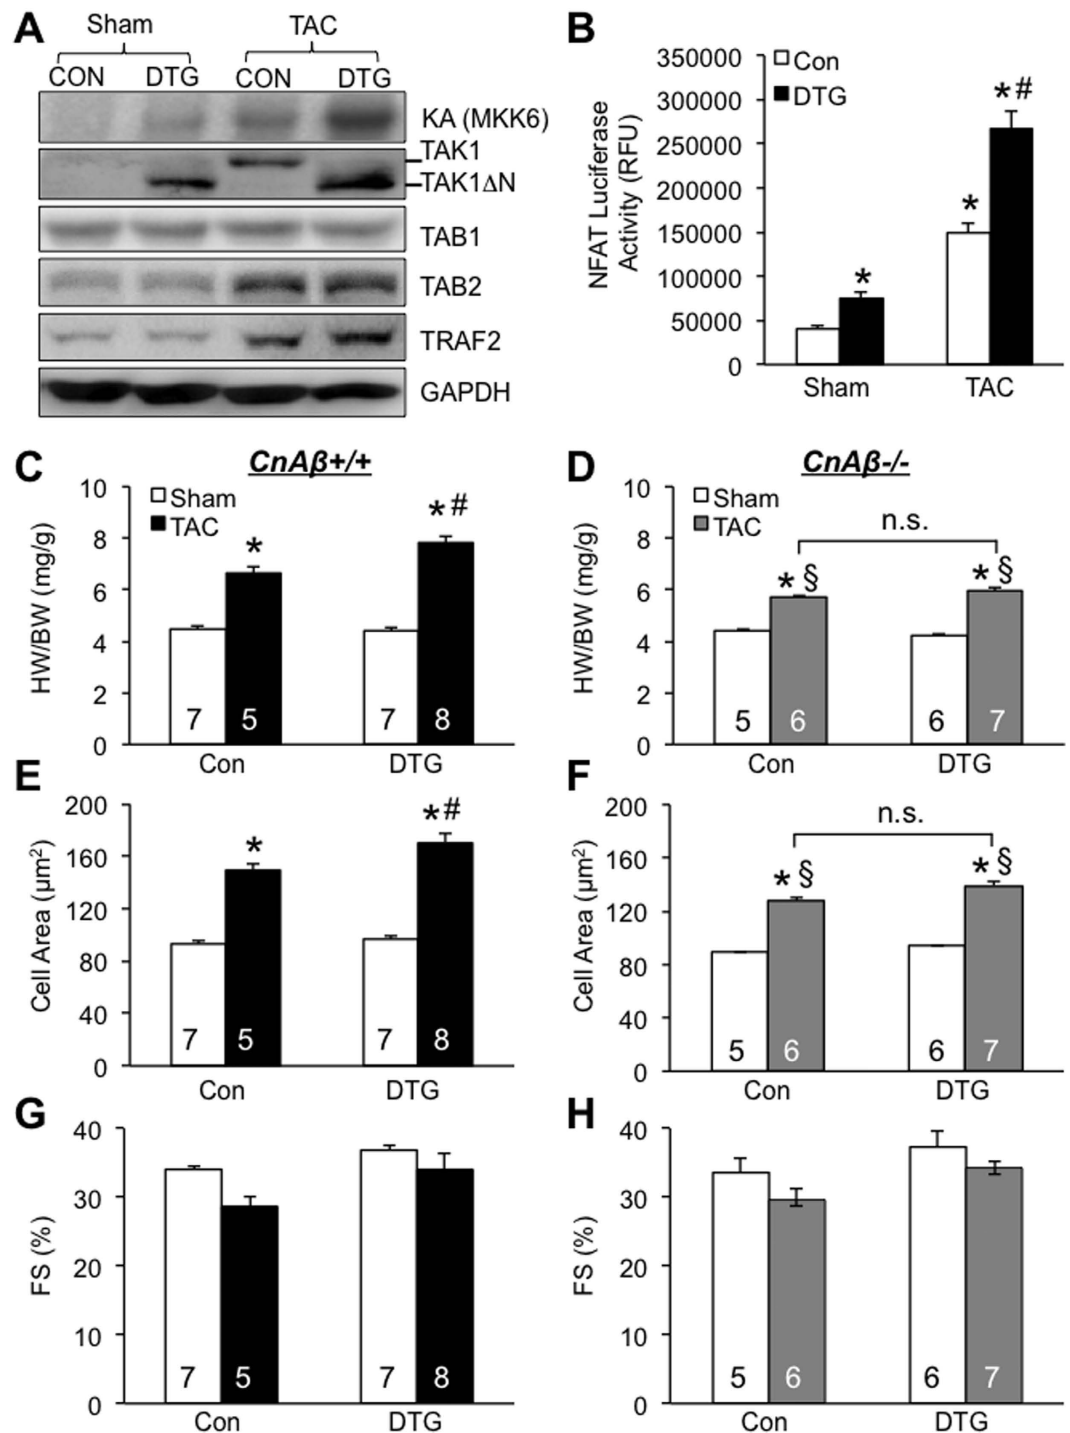 A
Sham TAC
CON DTG CON DTG
KA (MKK6)
TAK1
TAK1ΔN
TAB1
TAB2
TRAF2
GAPDH
B
NFAT Luciferase
Activity (RFU)
350000
300000
250000
200000
150000
100000
50000
0
Con
DTG
*
*
*#
Sham TAC
C
CnAβ+/+
HW/BW (mg/g)
10
8
6
4
2
0
Sham
TAC
*
*#
7 5 7 8
Con DTG
D
CnAβ-/-
HW/BW (mg/g)
10
8
6
4
2
0
Sham
TAC
n.s.
*§
*§
5 6 6 7
Con DTG
E
Cell Area (µm²)
200
160
120
80
40
0
*
*#
7 5 7 8
Con DTG
F
Cell Area (µm²)
200
160
120
80
40
0
n.s.
*§
*§
5 6 6 7
Con DTG
G
FS (%)
40
30
20
10
0
7 5 7 8
Con DTG
H
FS (%)
40
30
20
10
0
5 6 6 7
Con DTG